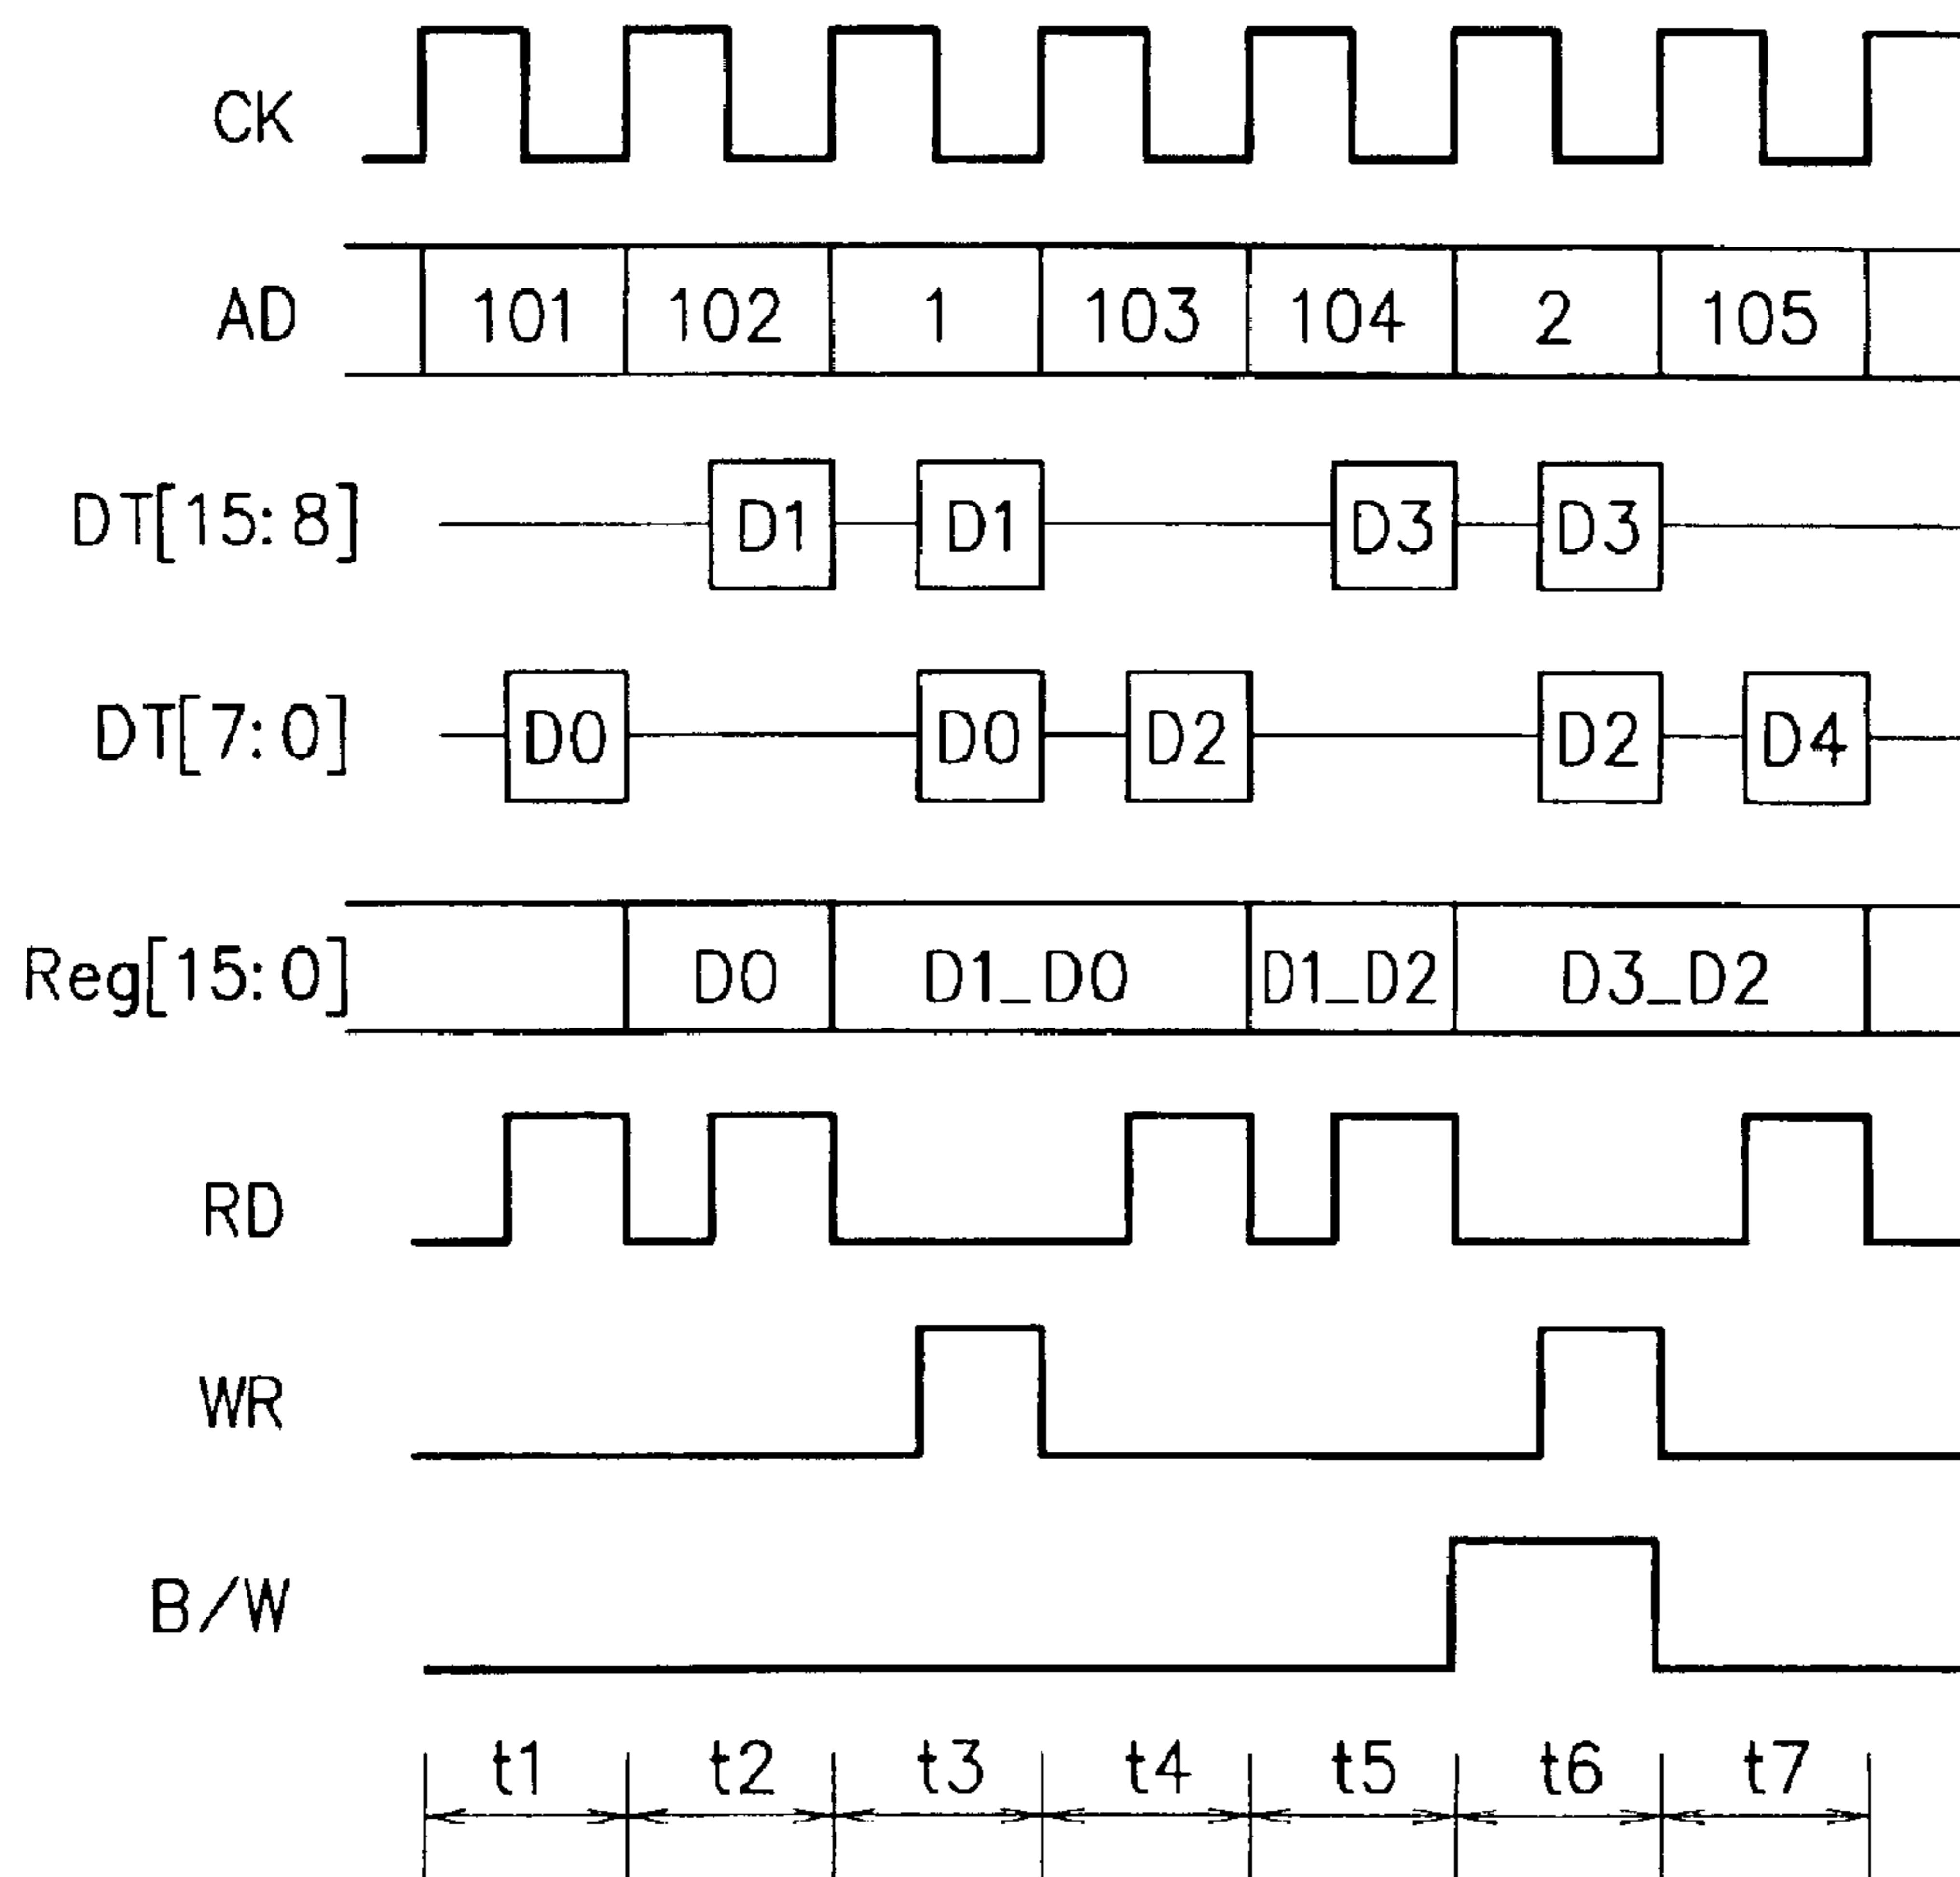 CK
AD 101 102 1 103 104 2 105
DT[15:8] D1 D1 D3 D3
DT[7:0] D0 D0 D2 D2 D4
Reg[15:0] D0 D1_D0 D1_D2 D3_D2
RD
WR
B/W
t1 t2 t3 t4 t5 t6 t7